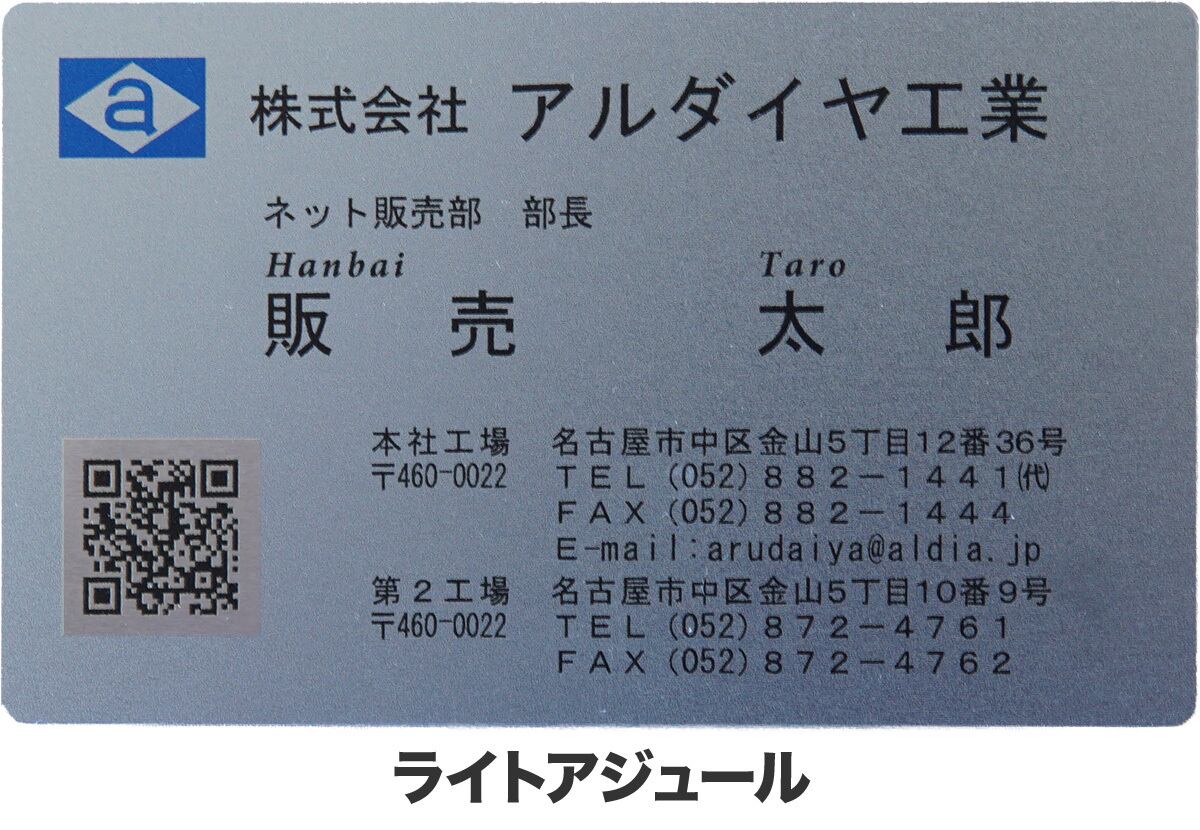 a
株式会社 アルダイヤ工業
ネット販売部 部長
Hanbai Taro
販売 太郎
本社工場 名古屋市中区金山5丁目12番36号
〒460-0022 TEL (052) 882-1441(代)
FAX (052) 882-1444
E-mail:arudaiya@aldia.jp
第2工場 名古屋市中区金山5丁目10番9号
〒460-0022 TEL (052) 872-4761
FAX (052) 872-4762
ライトアジュール